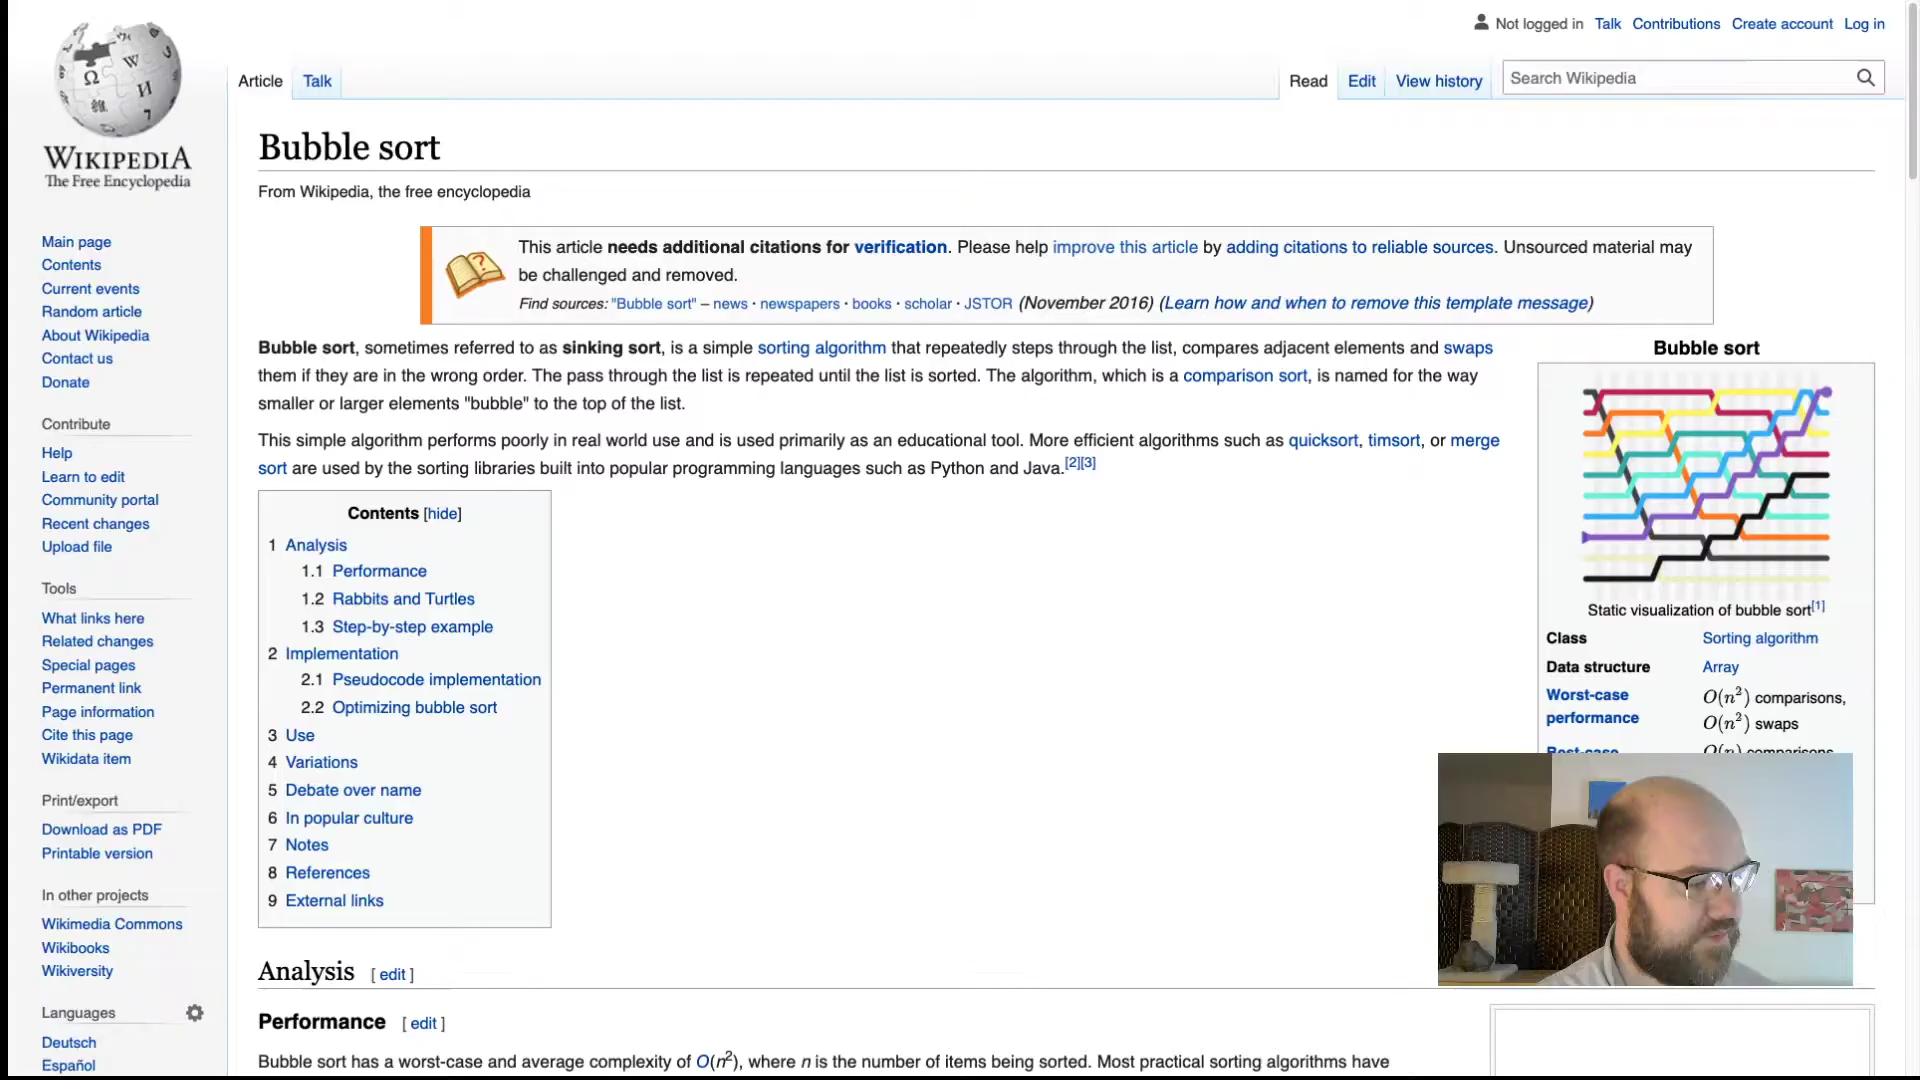 Not logged in Talk Contributions Create account Log in
Article Talk Read Edit View history Search Wikipedia
WIKIPEDIA
The Free Encyclopedia
Main page
Contents
Current events
Random article
About Wikipedia
Contact us
Donate
Contribute
Help
Learn to edit
Community portal
Recent changes
Upload file
Tools
What links here
Related changes
Special pages
Permanent link
Page information
Cite this page
Wikidata item
Print/export
Download as PDF
Printable version
In other projects
Wikimedia Commons
Wikibooks
Wikiversity
Languages
Deutsch
Español
Bubble sort
From Wikipedia, the free encyclopedia
This article needs additional citations for verification. Please help improve this article by adding citations to reliable sources. Unsourced material may
be challenged and removed.
Find sources: "Bubble sort" – news · newspapers · books · scholar · JSTOR (November 2016) (Learn how and when to remove this template message)
Bubble sort, sometimes referred to as sinking sort, is a simple sorting algorithm that repeatedly steps through the list, compares adjacent elements and swaps
them if they are in the wrong order. The pass through the list is repeated until the list is sorted. The algorithm, which is a comparison sort, is named for the way
smaller or larger elements "bubble" to the top of the list.
This simple algorithm performs poorly in real world use and is used primarily as an educational tool. More efficient algorithms such as quicksort, timsort, or merge
sort are used by the sorting libraries built into popular programming languages such as Python and Java.[2][3]
Contents [hide]
1 Analysis
1.1 Performance
1.2 Rabbits and Turtles
1.3 Step-by-step example
2 Implementation
2.1 Pseudocode implementation
2.2 Optimizing bubble sort
3 Use
4 Variations
5 Debate over name
6 In popular culture
7 Notes
8 References
9 External links
Bubble sort
Static visualization of bubble sort[1]
Class Sorting algorithm
Data structure Array
Worst-case O(n²) comparisons,
performance O(n²) swaps
Best-case O(n) comparisons
Analysis [ edit ]
Performance [ edit ]
Bubble sort has a worst-case and average complexity of O(n²), where n is the number of items being sorted. Most practical sorting algorithms have